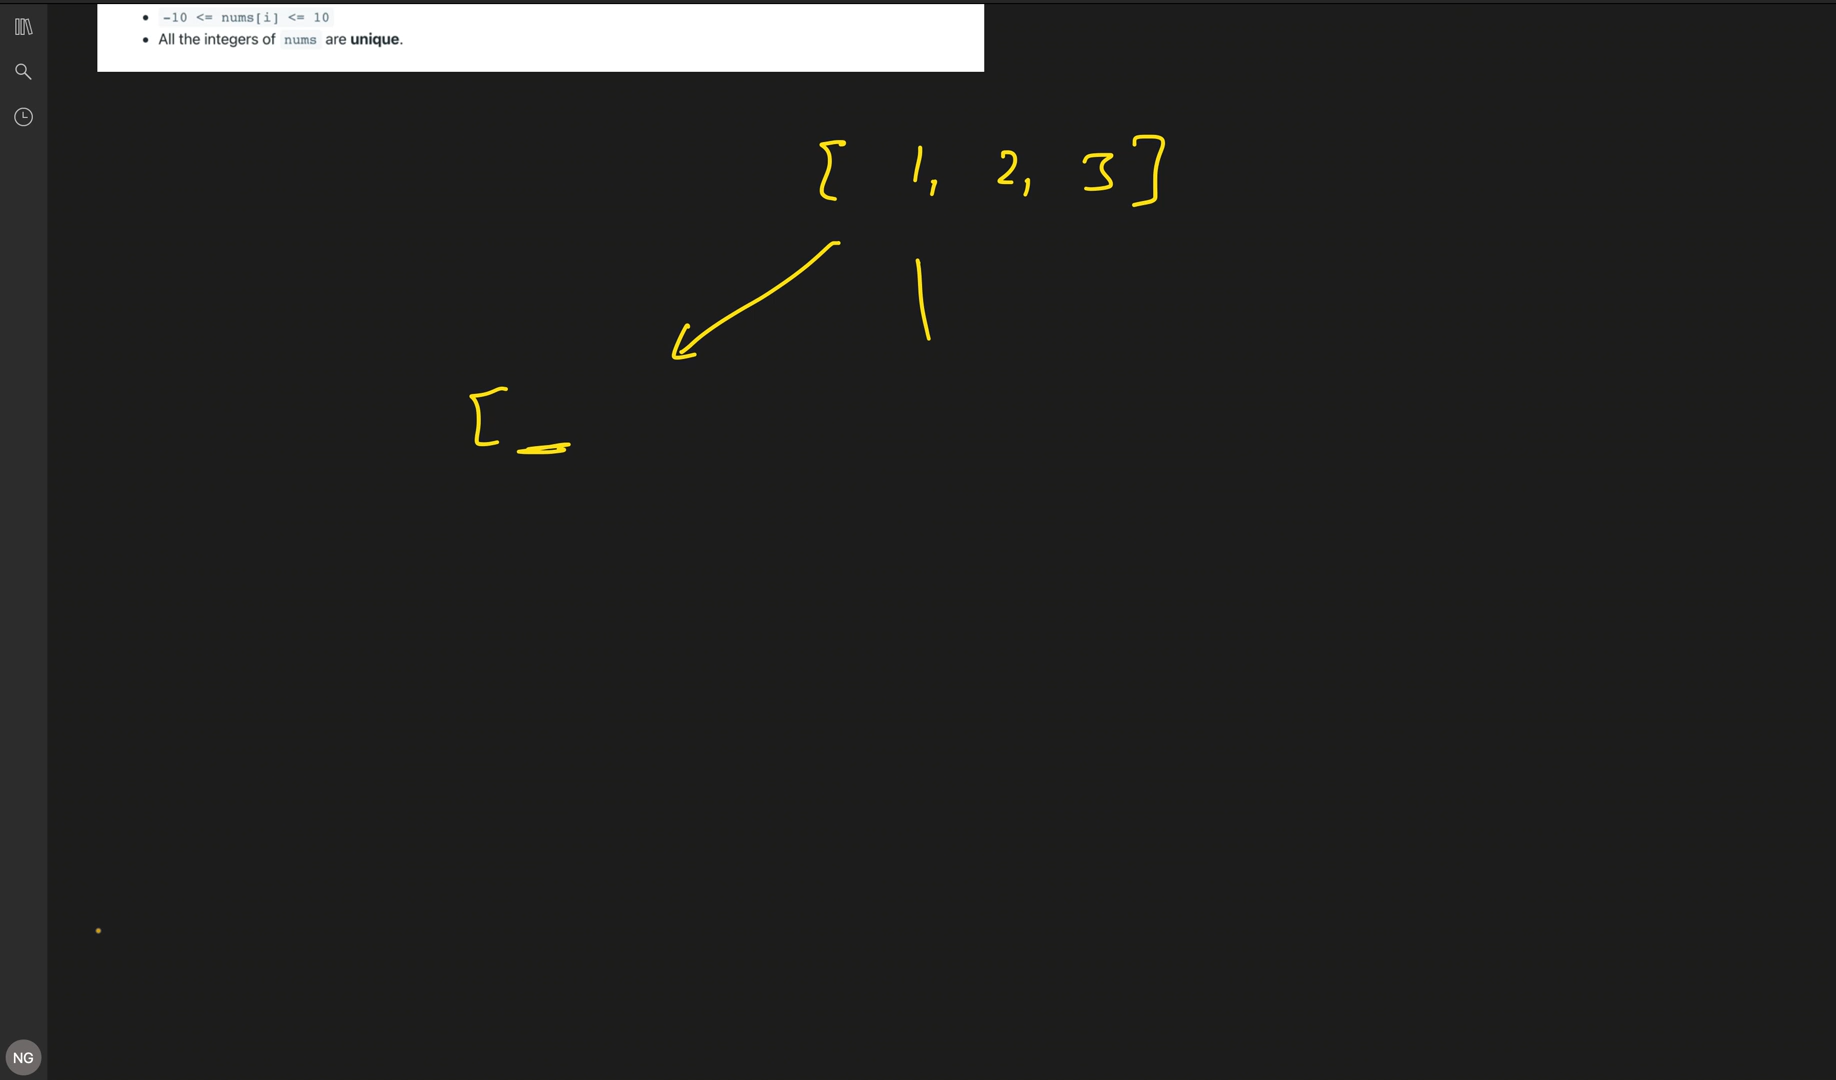 -10 <= nums[i] <= 10
All the integers of nums are unique.
[ 1, 2, 3 ]
[ _
NG